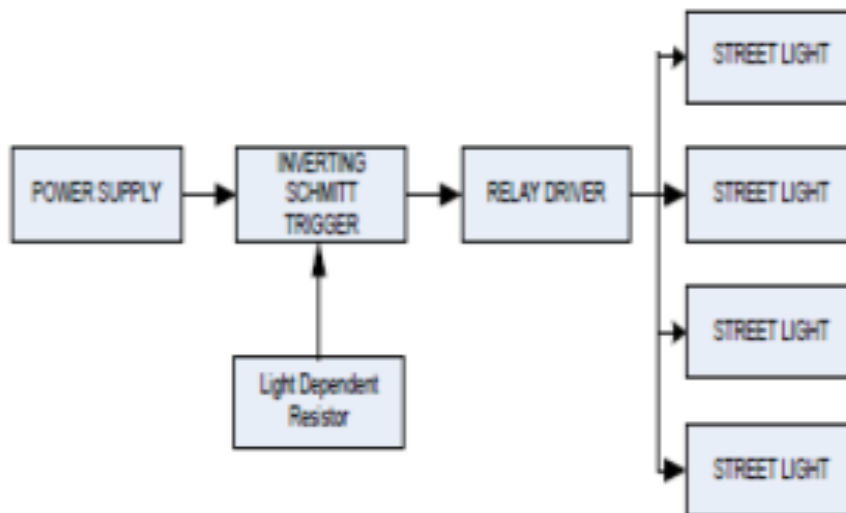 STREET LIGHT
POWER SUPPLY
INVERTING
SCHMITT
TRIGGER
RELAY DRIVER
STREET LIGHT
STREET LIGHT
Light Dependent
Resistor
STREET LIGHT